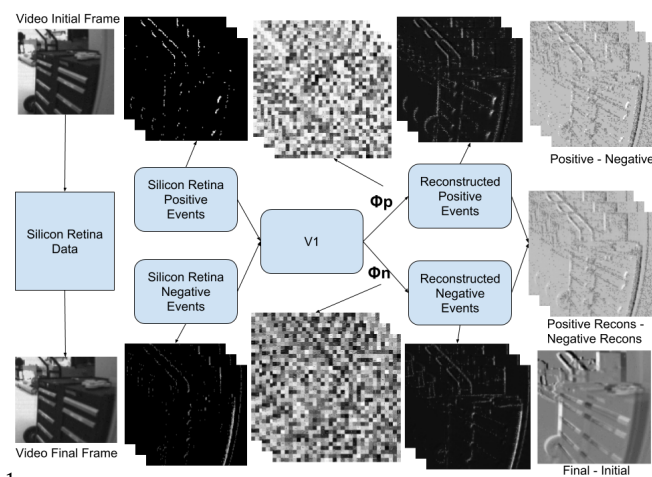 Video Initial Frame
Positive - Negative
Silicon Retina
Positive
Events
Φp
Reconstructed
Positive
Events
Silicon Retina
Data
V1
Silicon Retina
Negative
Events
Φn
Reconstructed
Negative
Events
Positive Recons -
Negative Recons
Video Final Frame
Final - Initial